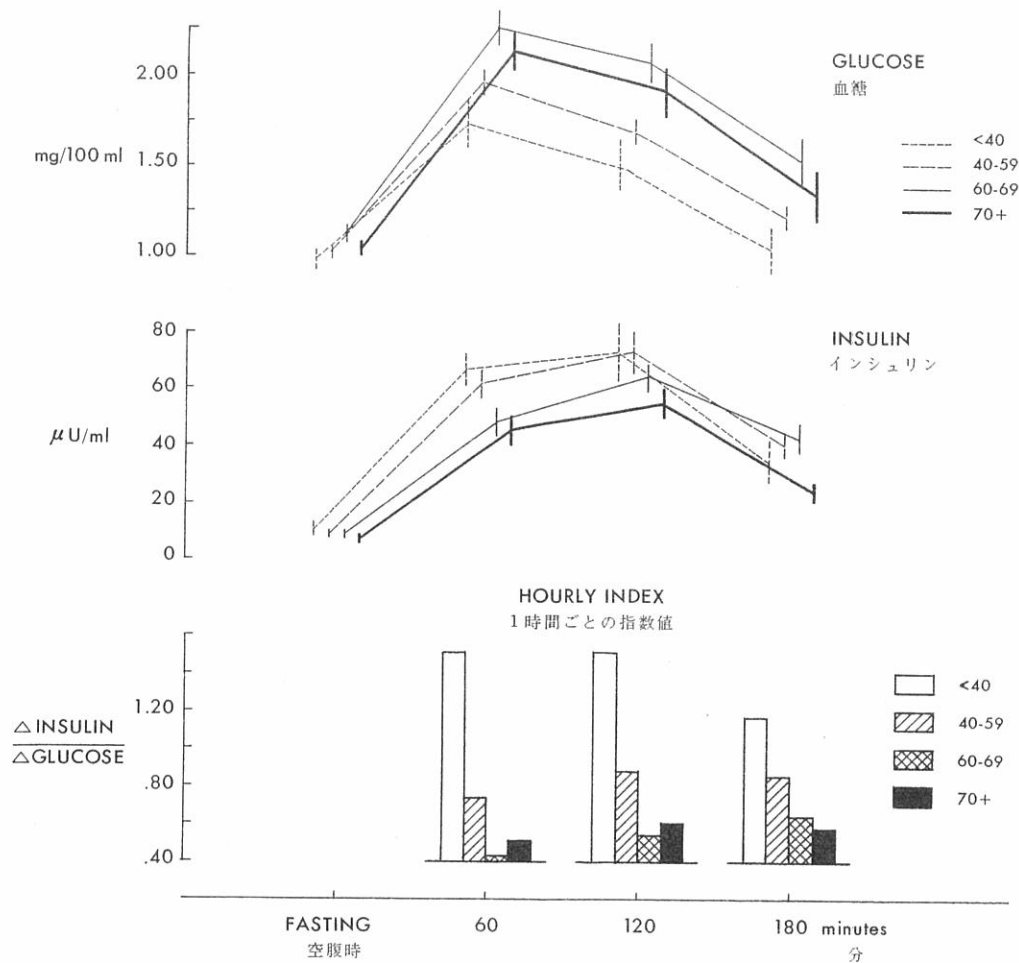 GLUCOSE
血糖
2.00
mg/100 ml
1.50
1.00
<40
40-59
60-69
70+
INSULIN
インシュリン
80
60
μU/ml
40
20
0
HOURLY INDEX
1時間ごとの指数値
1.20
△INSULIN
△GLUCOSE
.80
.40
<40
40-59
60-69
70+
FASTING 60 120 180 minutes
空腹時 分